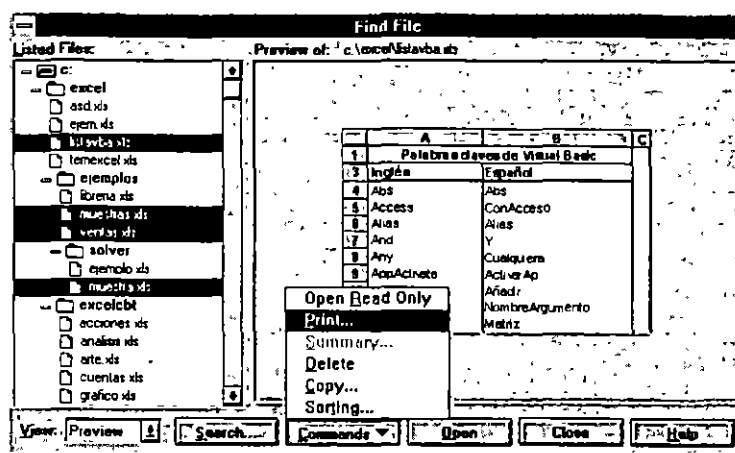 Find File
Listed Files:
Preview of: c:\excel\listavba.xls
c:
excel
asd.xls
ejem.xls
listavba.xls
temexcel.xls
ejemplos
libreria.xls
muestras.xls
ventas.xls
solver
ejemplo.xls
muestra.xls
excelcbt
acciones.xls
analisis.xls
arte.xls
cuentas.xls
grafico.xls
A B C
1 Palabras claves de Visual Basic
3 Inglés Español
4 Abs Abs
5 Access ConAcceso
6 Alias Alias
7 And Y
8 Any Cualquiera
9 AppActivate ActivarAp
Añadir
NombreArgumento
Matriz
Open Read Only
Print...
Summary...
Delete
Copy...
Sorting...
View: Preview
Search...
Commands
Open
Close
Help